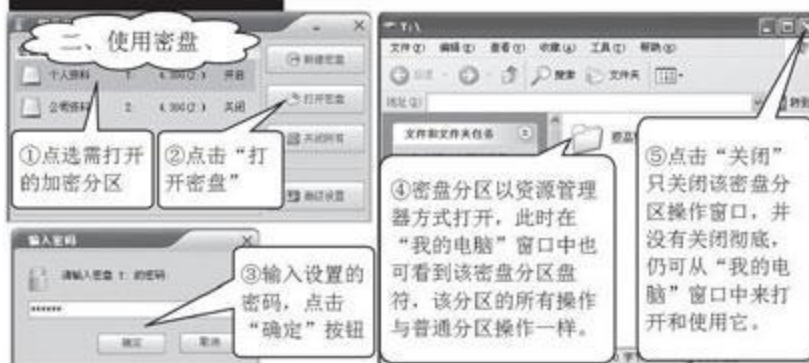 二、使用密盘
新建密盘
个人资料 T: 开启
打开密盘
公司资料 Z: 关闭
关闭所有
①点选需打开
的加密分区
②点击“打
开密盘”
输入密码
请输入密盘 T: 的密码
******
③输入设置的
密码，点击
“确定”按钮
确定 取消
T:\
文件(F) 编辑(E) 查看(V) 收藏(A) 工具(T) 帮助(H)
搜索 文件夹
地址(D) 转到
文件和文件夹任务
④密盘分区以资源管理
器方式打开，此时在
“我的电脑”窗口中也
可看到该密盘分区盘
符，该分区的所有操作
与普通分区操作一样。
⑤点击“关闭”
只关闭该密盘分
区操作窗口，并
没有关闭彻底，
仍可从“我的电
脑”窗口中来打
开和使用它。